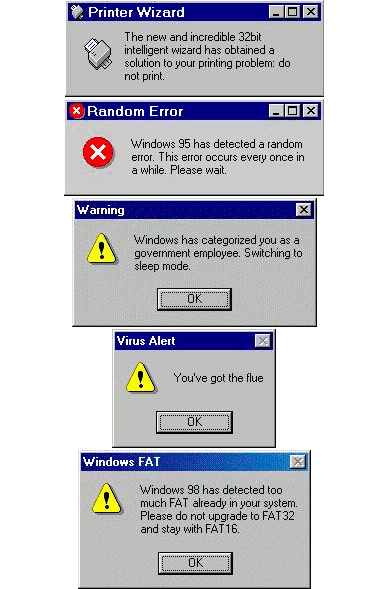 Printer Wizard
The new and incredible 32bit
intelligent wizard has obtained a
solution to your printing problem: do
not print.
Random Error
Windows 95 has detected a random
error. This error occurs every once in
a while. Please wait.
Warning
Windows has categorized you as a
government employee. Switching to
sleep mode.
OK
Virus Alert
You've got the flue
OK
Windows FAT
Windows 98 has detected too
much FAT already in your system.
Please do not upgrade to FAT32
and stay with FAT16.
OK